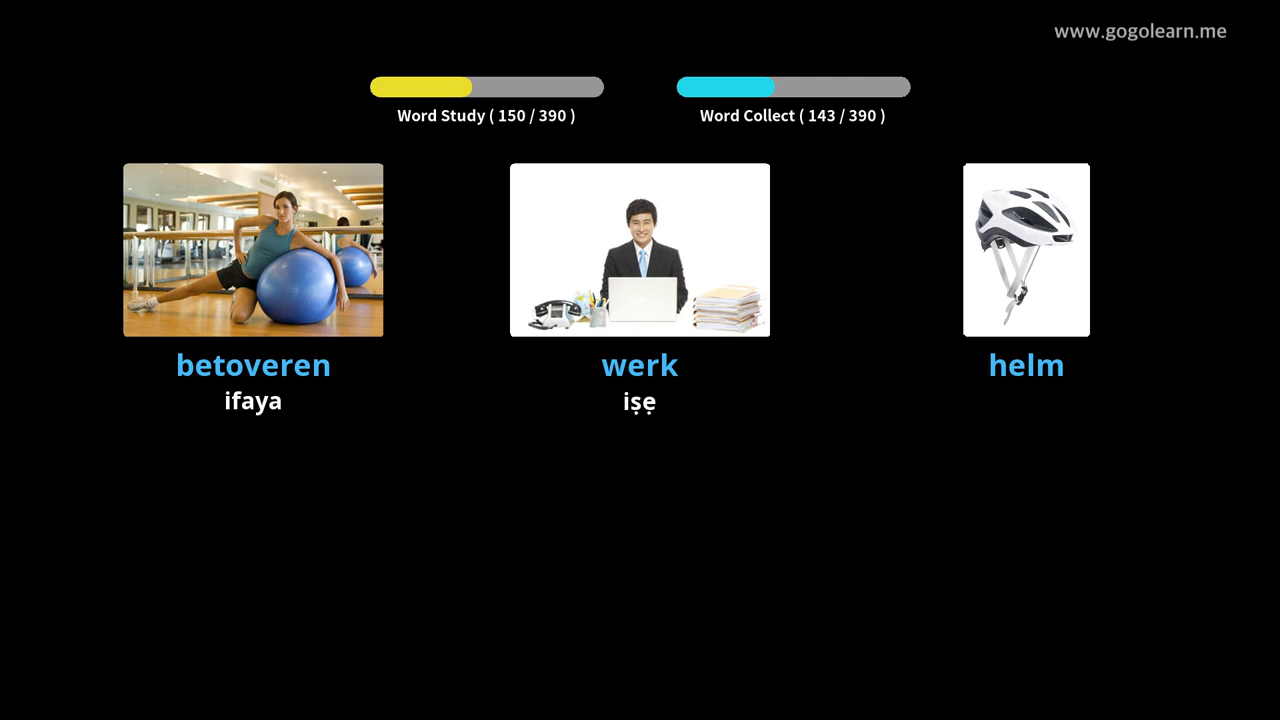 www.gogolearn.me
Word Study ( 150 / 390 )
Word Collect ( 143 / 390 )
betoveren
werk
helm
ifaya
iṣẹ